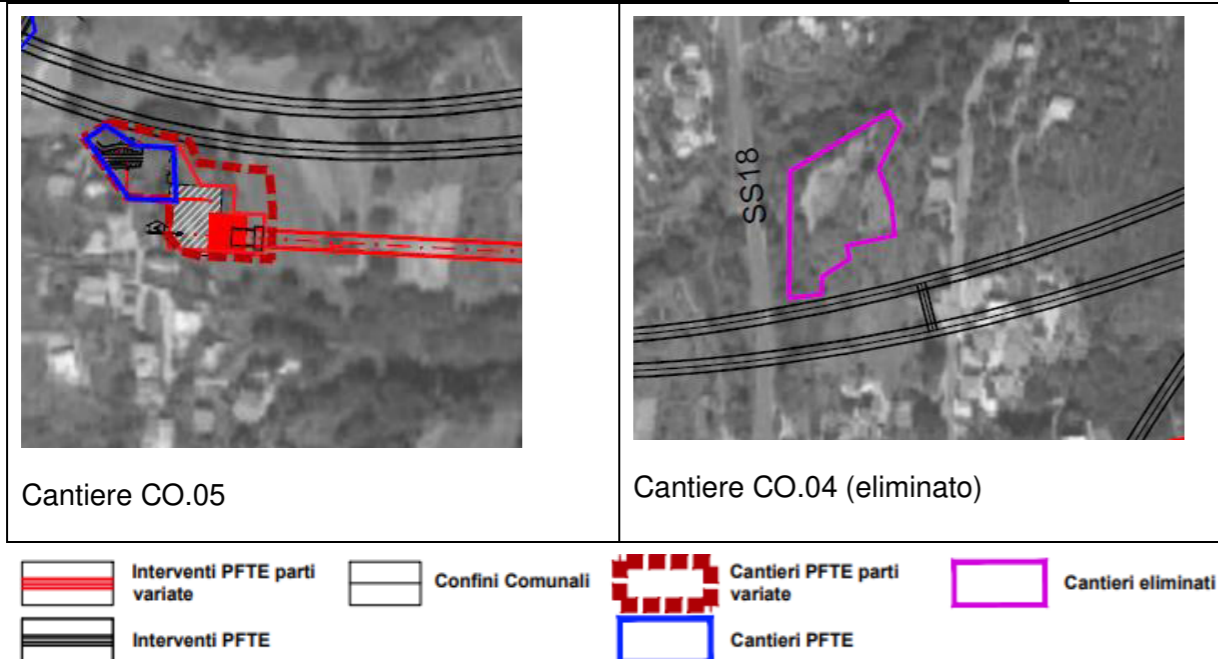 SS18
Cantiere CO.05
Cantiere CO.04 (eliminato)
Interventi PFTE parti
variate
Confini Comunali
Cantieri PFTE parti
variate
Cantieri eliminati
Interventi PFTE
Cantieri PFTE